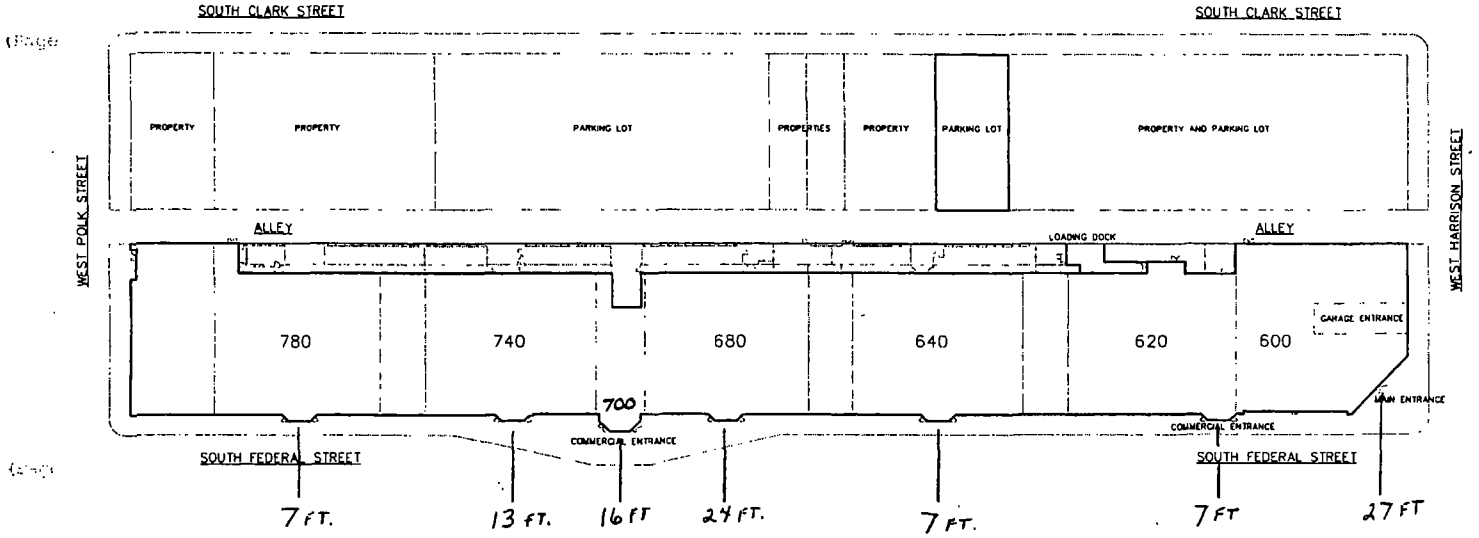 SOUTH CLARK STREET
SOUTH CLARK STREET
(Page
PROPERTY
PROPERTY
PARKING LOT
PROPERTIES
PROPERTY
PARKING LOT
PROPERTY AND PARKING LOT
WEST POLK STREET
WEST HARRISON STREET
ALLEY
LOADING DOCK
ALLEY
GARAGE ENTRANCE
780
740
680
640
620
600
700
MAIN ENTRANCE
COMMERCIAL ENTRANCE
COMMERCIAL ENTRANCE
SOUTH FEDERAL STREET
SOUTH FEDERAL STREET
7 FT.
13 FT.
16 FT
24 FT.
7 FT.
7 FT
27 FT